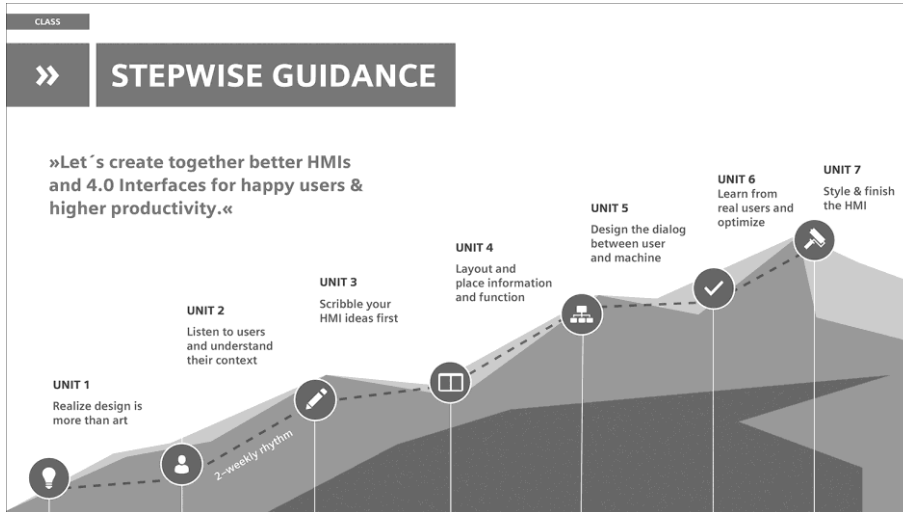 CLASS
» STEPWISE GUIDANCE
»Let´s create together better HMIs
and 4.0 Interfaces for happy users &
higher productivity.«
UNIT 1
Realize design is
more than art
UNIT 2
Listen to users
and understand
their context
2–weekly rhythm
UNIT 3
Scribble your
HMI ideas first
UNIT 4
Layout and
place information
and function
UNIT 5
Design the dialog
between user
and machine
UNIT 6
Learn from
real users and
optimize
UNIT 7
Style & finish
the HMI